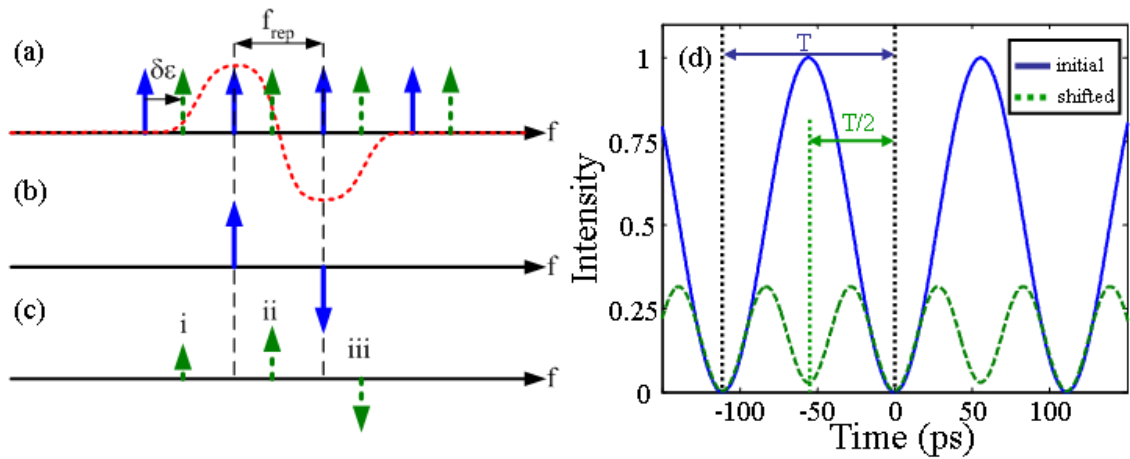 (a)
f_rep
δε
f
(b)
f
(c)
i
ii
iii
f
(d)
T
T/2
initial
shifted
Intensity
1
0.75
0.5
0.25
0
-100
-50
0
50
100
Time (ps)